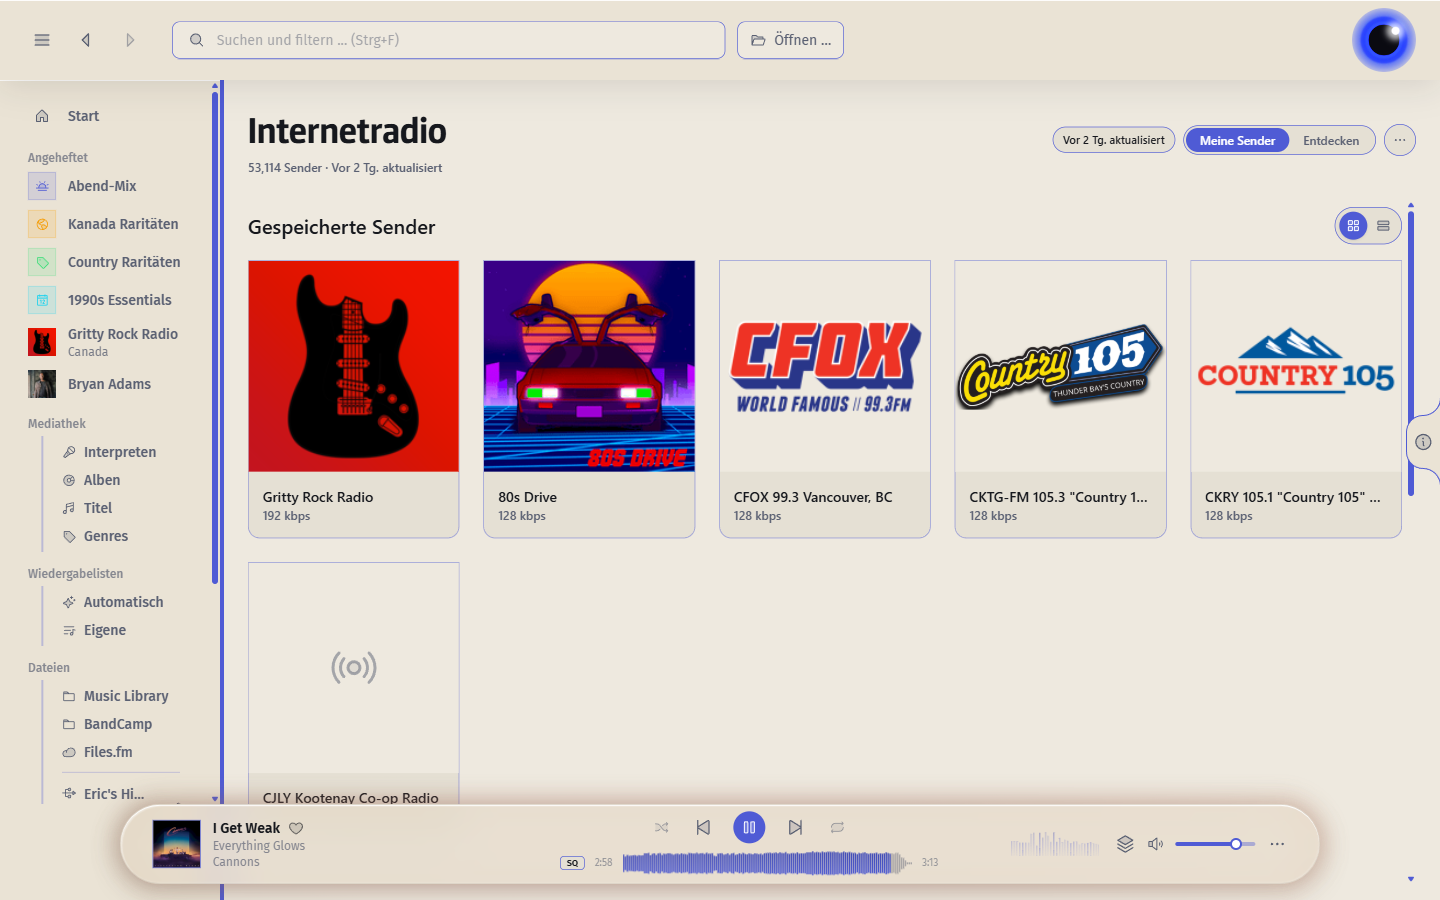 Suchen und filtern ... (Strg+F)
Öffnen ...
Start
Angeheftet
Abend-Mix
Kanada Raritäten
Country Raritäten
1990s Essentials
Gritty Rock Radio
Canada
Bryan Adams
Mediathek
Interpreten
Alben
Titel
Genres
Wiedergabelisten
Automatisch
Eigene
Dateien
Music Library
BandCamp
Files.fm
Eric's Hi...
Internetradio
53,114 Sender · Vor 2 Tg. aktualisiert
Vor 2 Tg. aktualisiert
Meine Sender
Entdecken
Gespeicherte Sender
80s DRIVE
CFOX
WORLD FAMOUS // 99.3FM
Country 105
THUNDER BAY'S COUNTRY
COUNTRY 105
Gritty Rock Radio
192 kbps
80s Drive
128 kbps
CFOX 99.3 Vancouver, BC
128 kbps
CKTG-FM 105.3 "Country 1...
128 kbps
CKRY 105.1 "Country 105" ...
128 kbps
CJLY Kootenay Co-op Radio
I Get Weak
Everything Glows
Cannons
SQ
2:58
3:13